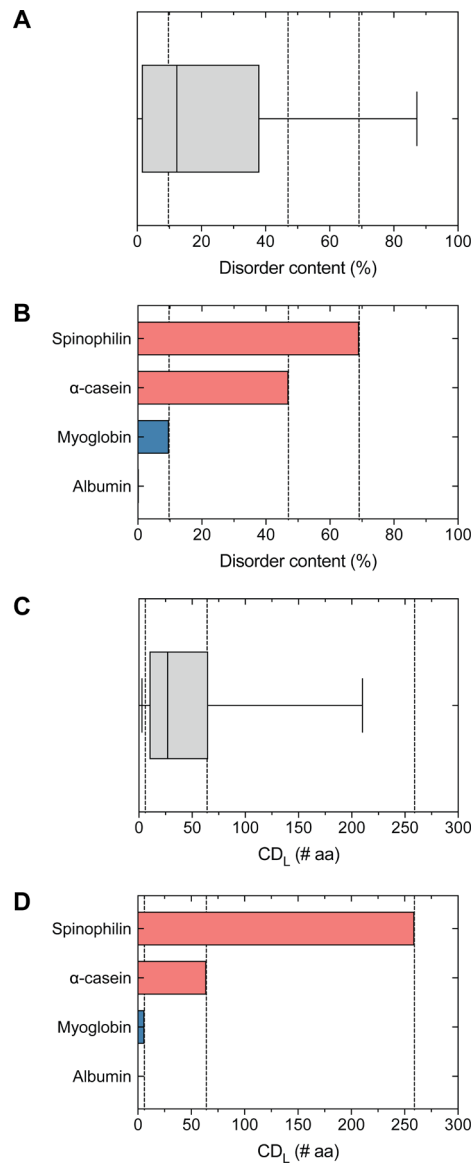 A
0 20 40 60 80 100
Disorder content (%)
B
Spinophilin
α-casein
Myoglobin
Albumin
0 20 40 60 80 100
Disorder content (%)
C
0 50 100 150 200 250 300
CD_L (# aa)
D
Spinophilin
α-casein
Myoglobin
Albumin
0 50 100 150 200 250 300
CD_L (# aa)